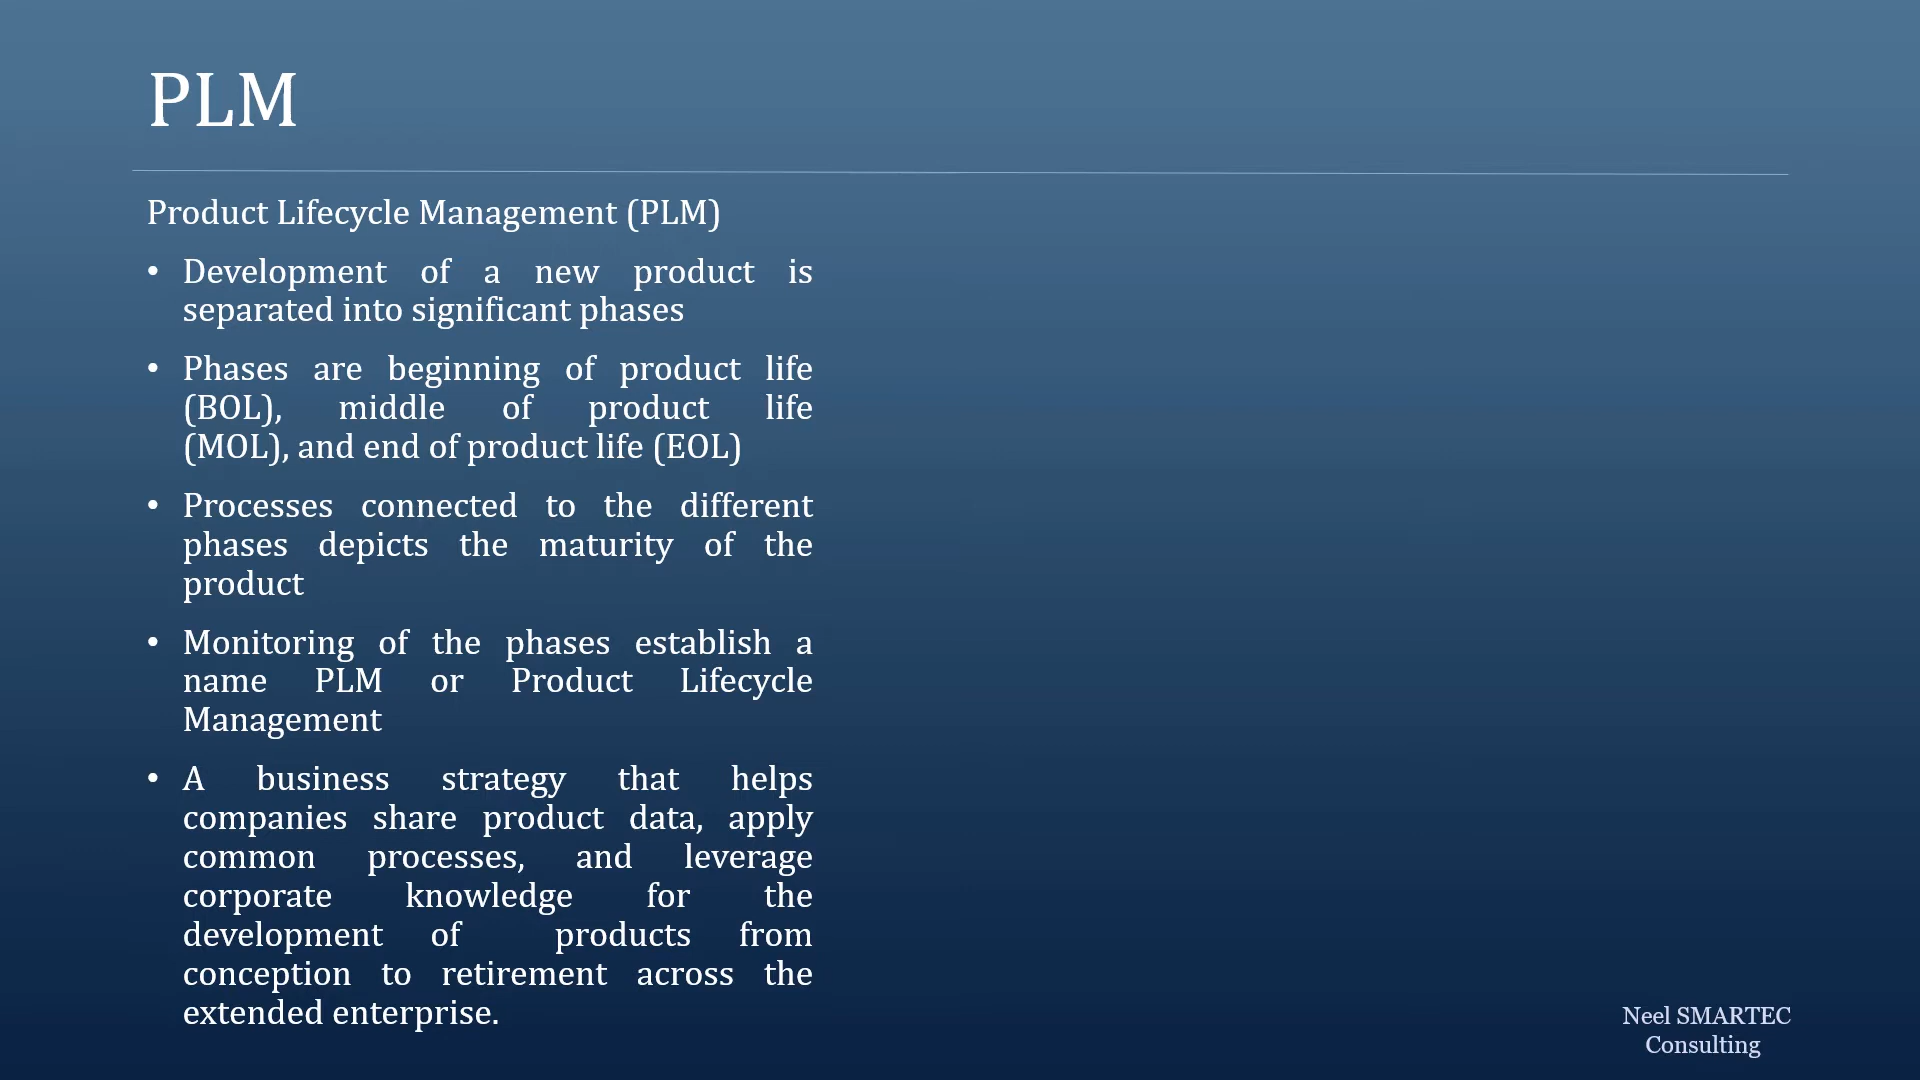 PLM
Product Lifecycle Management (PLM)
• Development of a new product is
separated into significant phases
• Phases are beginning of product life
(BOL), middle of product life
(MOL), and end of product life (EOL)
• Processes connected to the different
phases depicts the maturity of the
product
• Monitoring of the phases establish a
name PLM or Product Lifecycle
Management
• A business strategy that helps
companies share product data, apply
common processes, and leverage
corporate knowledge for the
development of products from
conception to retirement across the
extended enterprise.
Neel SMARTEC
Consulting